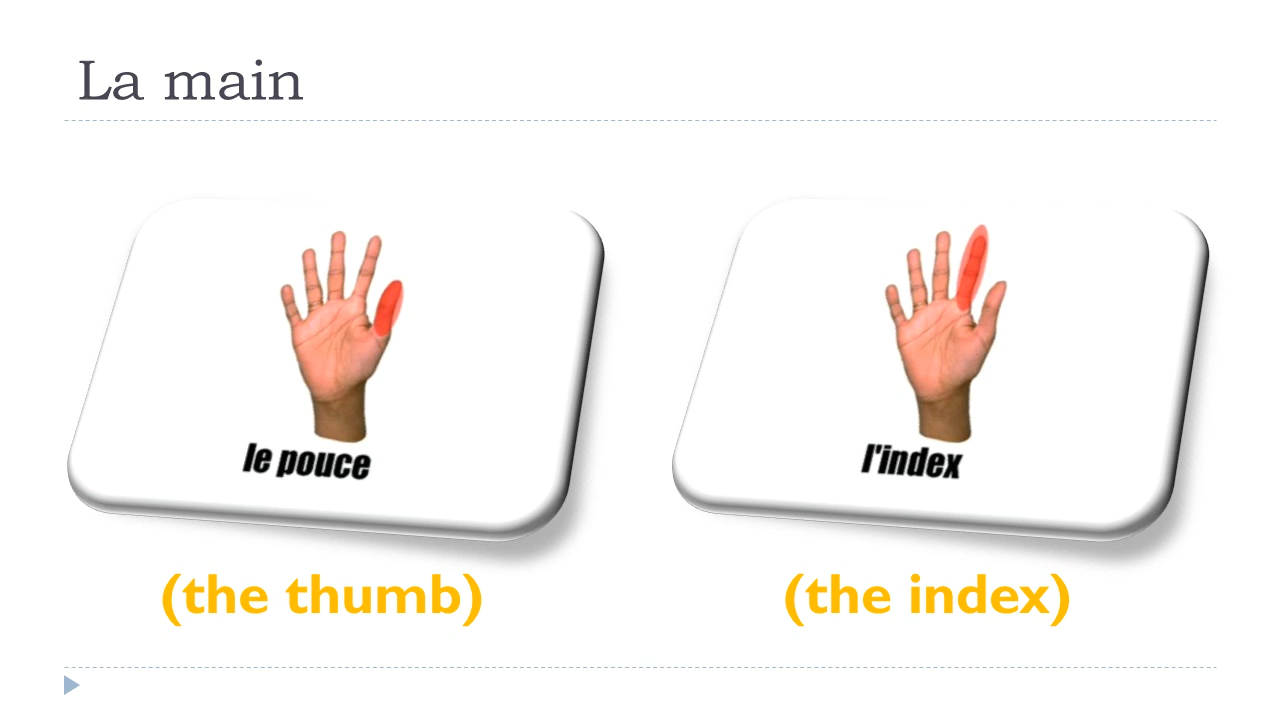 La main
le pouce
l'index
(the thumb)
(the index)